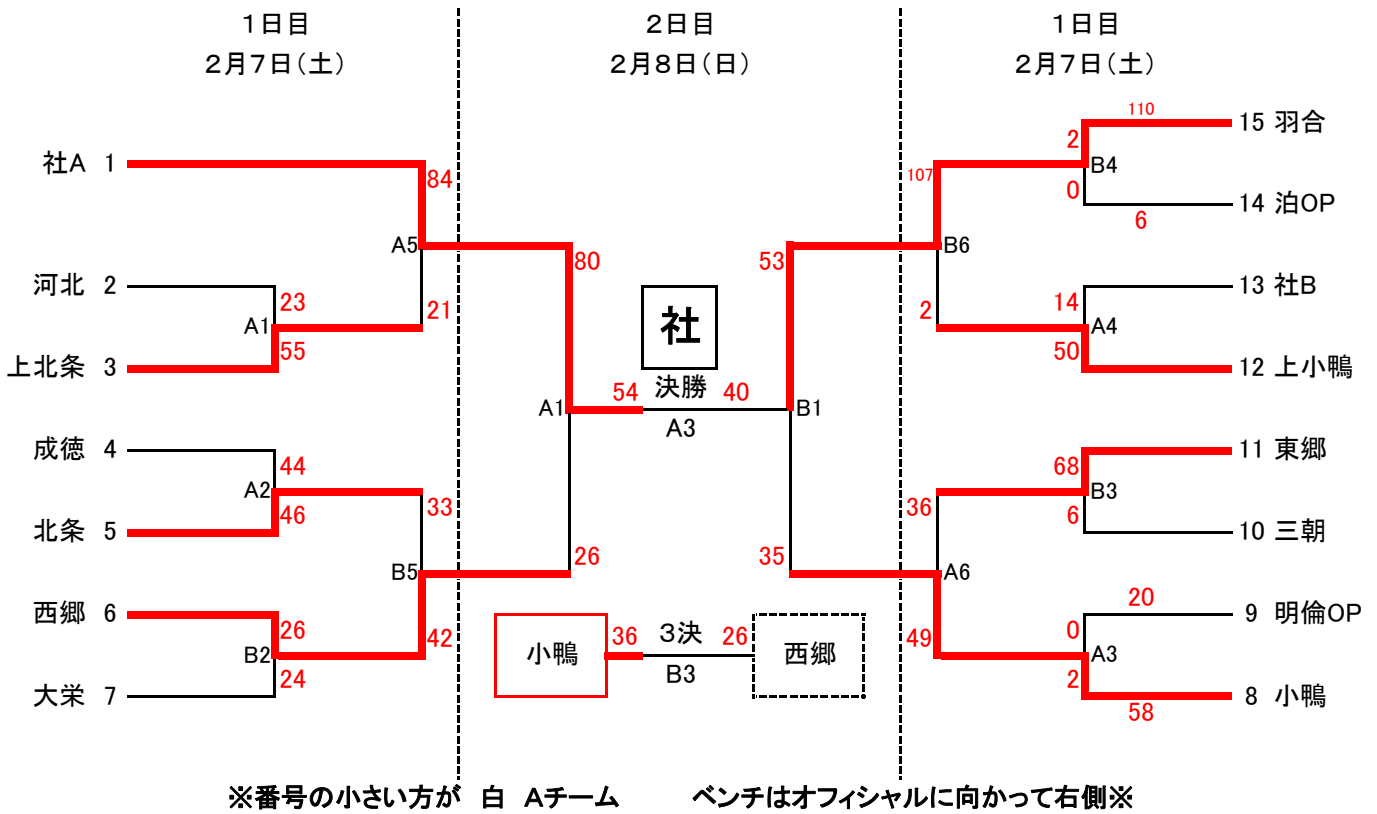 1日目
2月7日(土)
2日目
2月8日(日)
1日目
2月7日(土)
社A 1
河北 2
上北条 3
成徳 4
北条 5
西郷 6
大栄 7
A1
23
55
A2
44
46
B2
26
24
A5
84
21
B5
33
42
A1
80
26
社
決勝
54
40
A3
53
35
B1
小鴨
36
3決
26
西郷
B3
107
2
B6
36
49
A6
110
2
B4
0
6
14
A4
50
68
B3
6
20
0
A3
2
58
15 羽合
14 泊OP
13 社B
12 上小鴨
11 東郷
10 三朝
9 明倫OP
8 小鴨
※番号の小さい方が 白 Aチーム ベンチはオフィシャルに向かって右側※